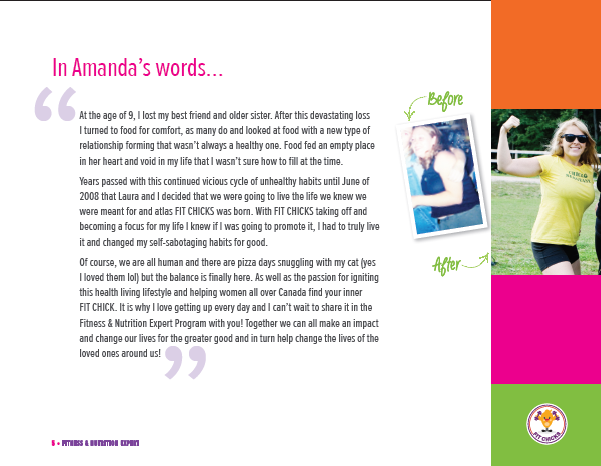 In Amanda's words...
“
At the age of 9, I lost my best friend and older sister. After this devastating loss
I turned to food for comfort, as many do and looked at food with a new type of
relationship forming that wasn't always a healthy one. Food fed an empty place
in her heart and void in my life that I wasn't sure how to fill at the time.
Years passed with this continued vicious cycle of unhealthy habits until June of
2008 that Laura and I decided that we were going to live the life we knew we
were meant for and atlas FIT CHICKS was born. With FIT CHICKS taking off and
becoming a focus for my life I knew if I was going to promote it, I had to truly live
it and changed my self-sabotaging habits for good.
Of course, we are all human and there are pizza days snuggling with my cat (yes
I loved them lol) but the balance is finally here. As well as the passion for igniting
this health living lifestyle and helping women all over Canada find your inner
FIT CHICK. It is why I love getting up every day and I can't wait to share it in the
Fitness & Nutrition Expert Program with you! Together we can all make an impact
and change our lives for the greater good and in turn help change the lives of the
loved ones around us!
”
Before
After
FIT CHICKS
6 • FITNESS & NUTRITION EXPERT